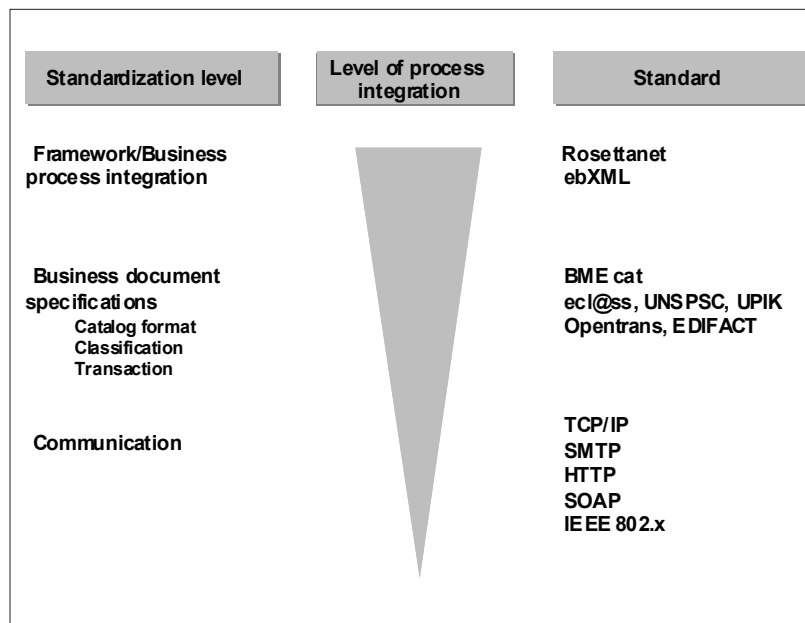 Standardization level
Level of process
integration
Standard
Framework/Business
process integration
Rosettanet
ebXML
Business document
specifications
Catalog format
Classification
Transaction
BME cat
ecl@ss, UNSPSC, UPIK
Opentrans, EDIFACT
Communication
TCP/IP
SMTP
HTTP
SOAP
IEEE 802.x